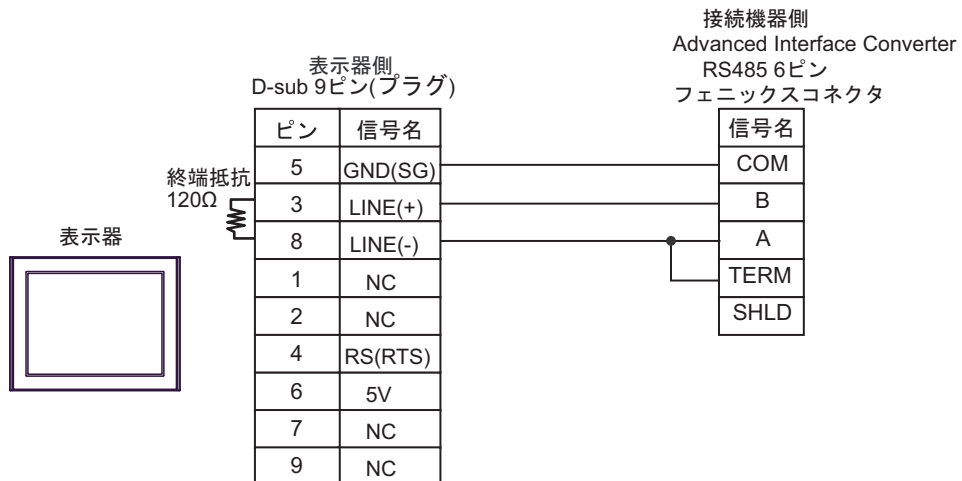 接続機器側
Advanced Interface Converter
RS485 6ピン
フェニックスコネクタ
表示器側
D-sub 9ピン(プラグ)
ピン 信号名
信号名
5 GND(SG)
COM
終端抵抗
120Ω
3 LINE(+)
B
8 LINE(-)
A
表示器
1 NC
TERM
2 NC
SHLD
4 RS(RTS)
6 5V
7 NC
9 NC